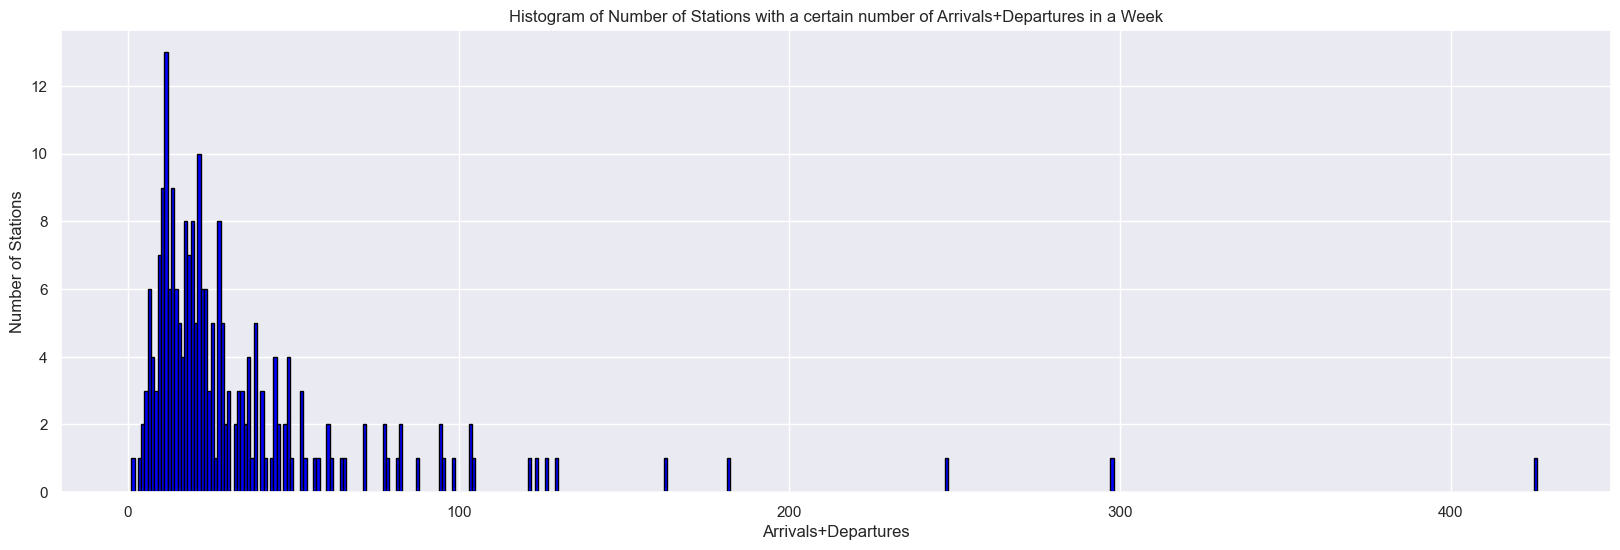 Histogram of Number of Stations with a certain number of Arrivals+Departures in a Week
Number of Stations
12
10
8
6
4
2
0
0 100 200 300 400
Arrivals+Departures